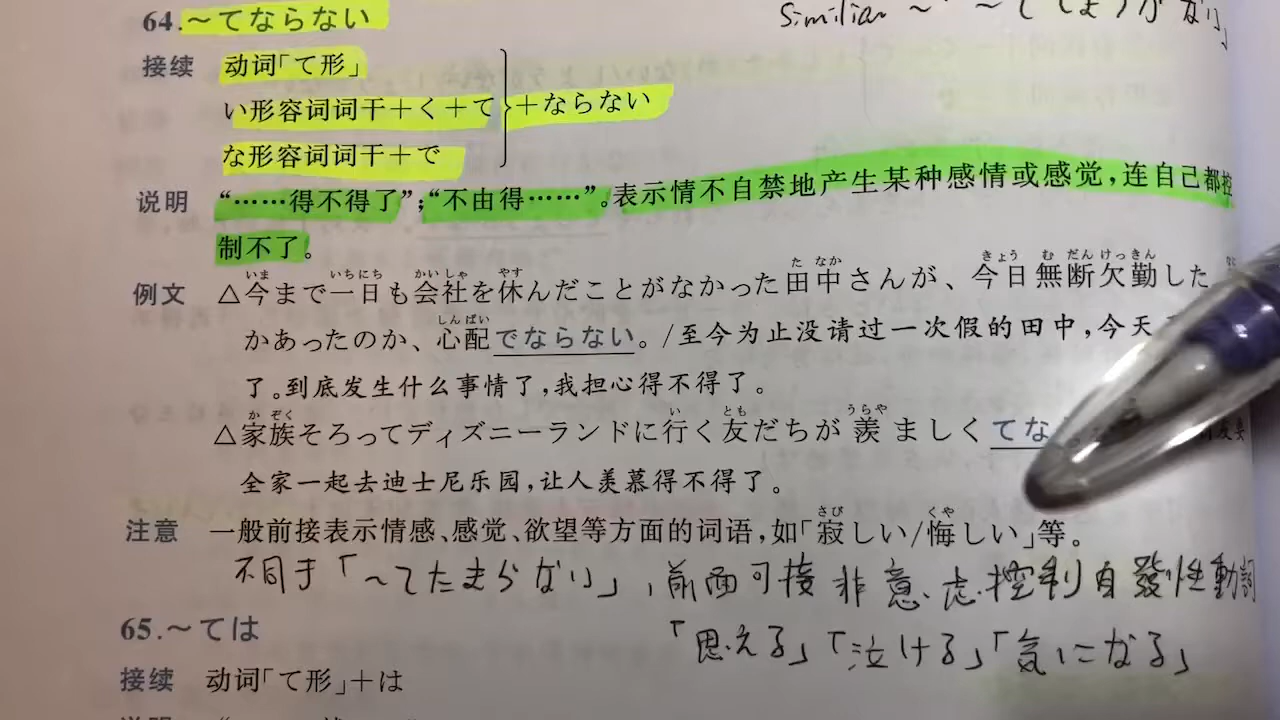 Similiar ～「～てしょうがない」
64.～てならない
接续 动词「て形」
い形容词词干＋く＋て ＋ならない
な形容词词干＋で
说明 “……得不得了”；“不由得……”。表示情不自禁地产生某种感情或感觉，连自己都控
制不了。
例文 △今まで一日も会社を休んだことがなかった田中さんが、今日無断欠勤した
かあったのか、心配でならない。/至今为止没请过一次假的田中，今天
了。到底发生什么事情了，我担心得不得了。
△家族そろってディズニーランドに行く友だちが羨ましくてな
全家一起去迪士尼乐园，让人羡慕得不得了。
注意 一般前接表示情感、感觉、欲望等方面的词语，如「寂しい/悔しい」等。
不同于「～てたまらない」，前面可接非意志控制自發性動詞
「思える」「泣ける」「気になる」
65.～ては
接续 动词「て形」＋は